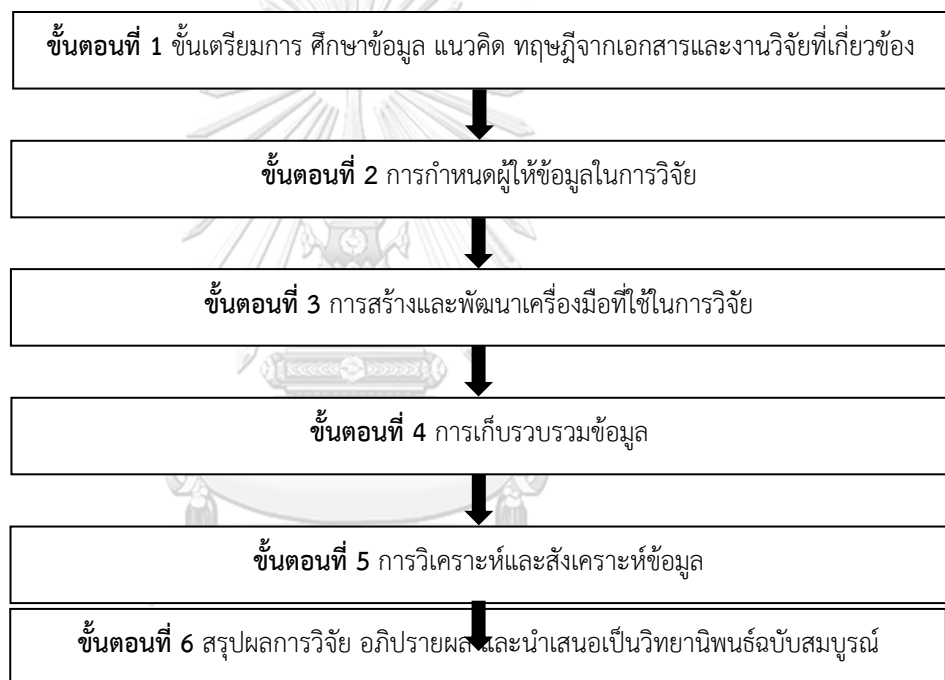 ขั้นตอนที่ 1 ขั้นเตรียมการ ศึกษาข้อมูล แนวคิด ทฤษฎีจากเอกสารและงานวิจัยที่เกี่ยวข้อง
ขั้นตอนที่ 2 การกำหนดผู้ให้ข้อมูลในการวิจัย
ขั้นตอนที่ 3 การสร้างและพัฒนาเครื่องมือที่ใช้ในการวิจัย
ขั้นตอนที่ 4 การเก็บรวบรวมข้อมูล
ขั้นตอนที่ 5 การวิเคราะห์และสังเคราะห์ข้อมูล
ขั้นตอนที่ 6 สรุปผลการวิจัย อภิปรายผล และนำเสนอเป็นวิทยานิพนธ์ฉบับสมบูรณ์